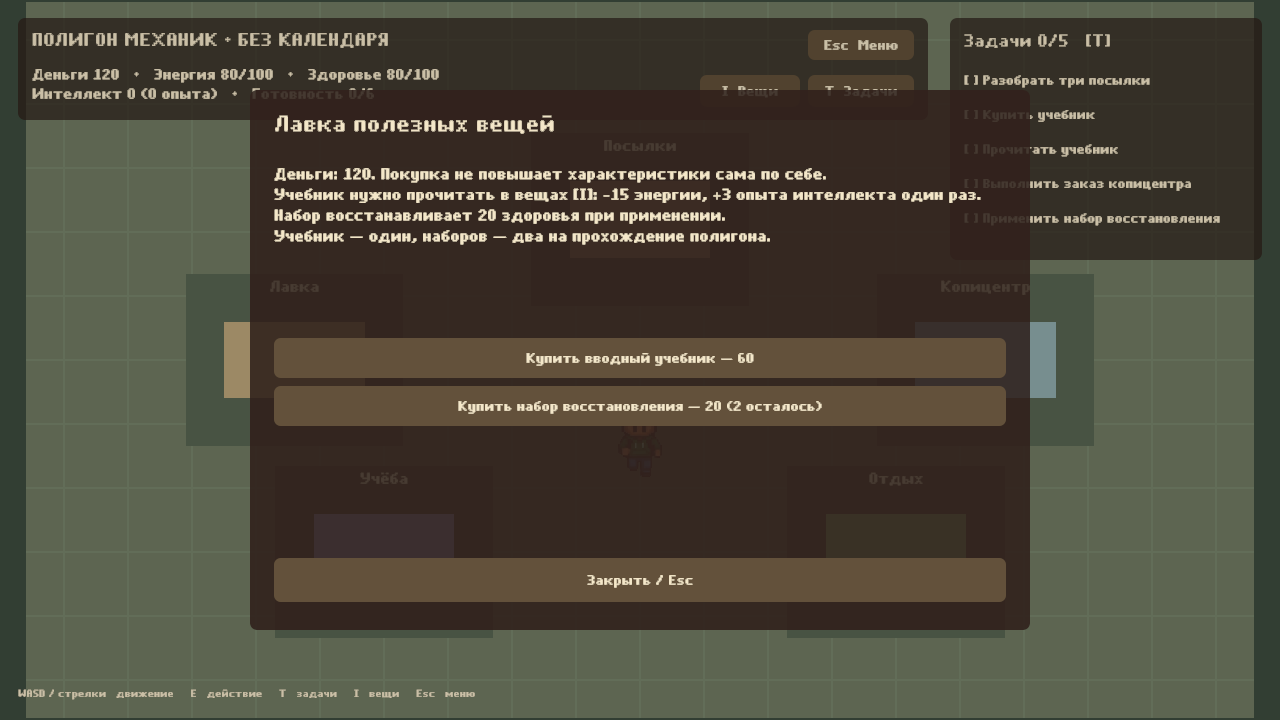 ПОЛИГОН МЕХАНИК • БЕЗ КАЛЕНДАРЯ
Деньги 120 • Энергия 80/100 • Здоровье 80/100
Интеллект 0 (0 опыта) • Готовность 0/6
Esc Меню
I Вещи
T Задачи
Задачи 0/5 [T]
[ ] Разобрать три посылки
[ ] Купить учебник
[ ] Прочитать учебник
[ ] Выполнить заказ копицентра
[ ] Применить набор восстановления
Лавка полезных вещей
Посылки
Деньги: 120. Покупка не повышает характеристики сама по себе.
Учебник нужно прочитать в вещах [I]: -15 энергии, +3 опыта интеллекта один раз.
Набор восстанавливает 20 здоровья при применении.
Учебник — один, наборов — два на прохождение полигона.
Лавка
Копицентр
Купить вводный учебник — 60
Купить набор восстановления — 20 (2 осталось)
Учёба
Отдых
Закрыть / Esc
WASD / стрелки движение E действие T задачи I вещи Esc меню